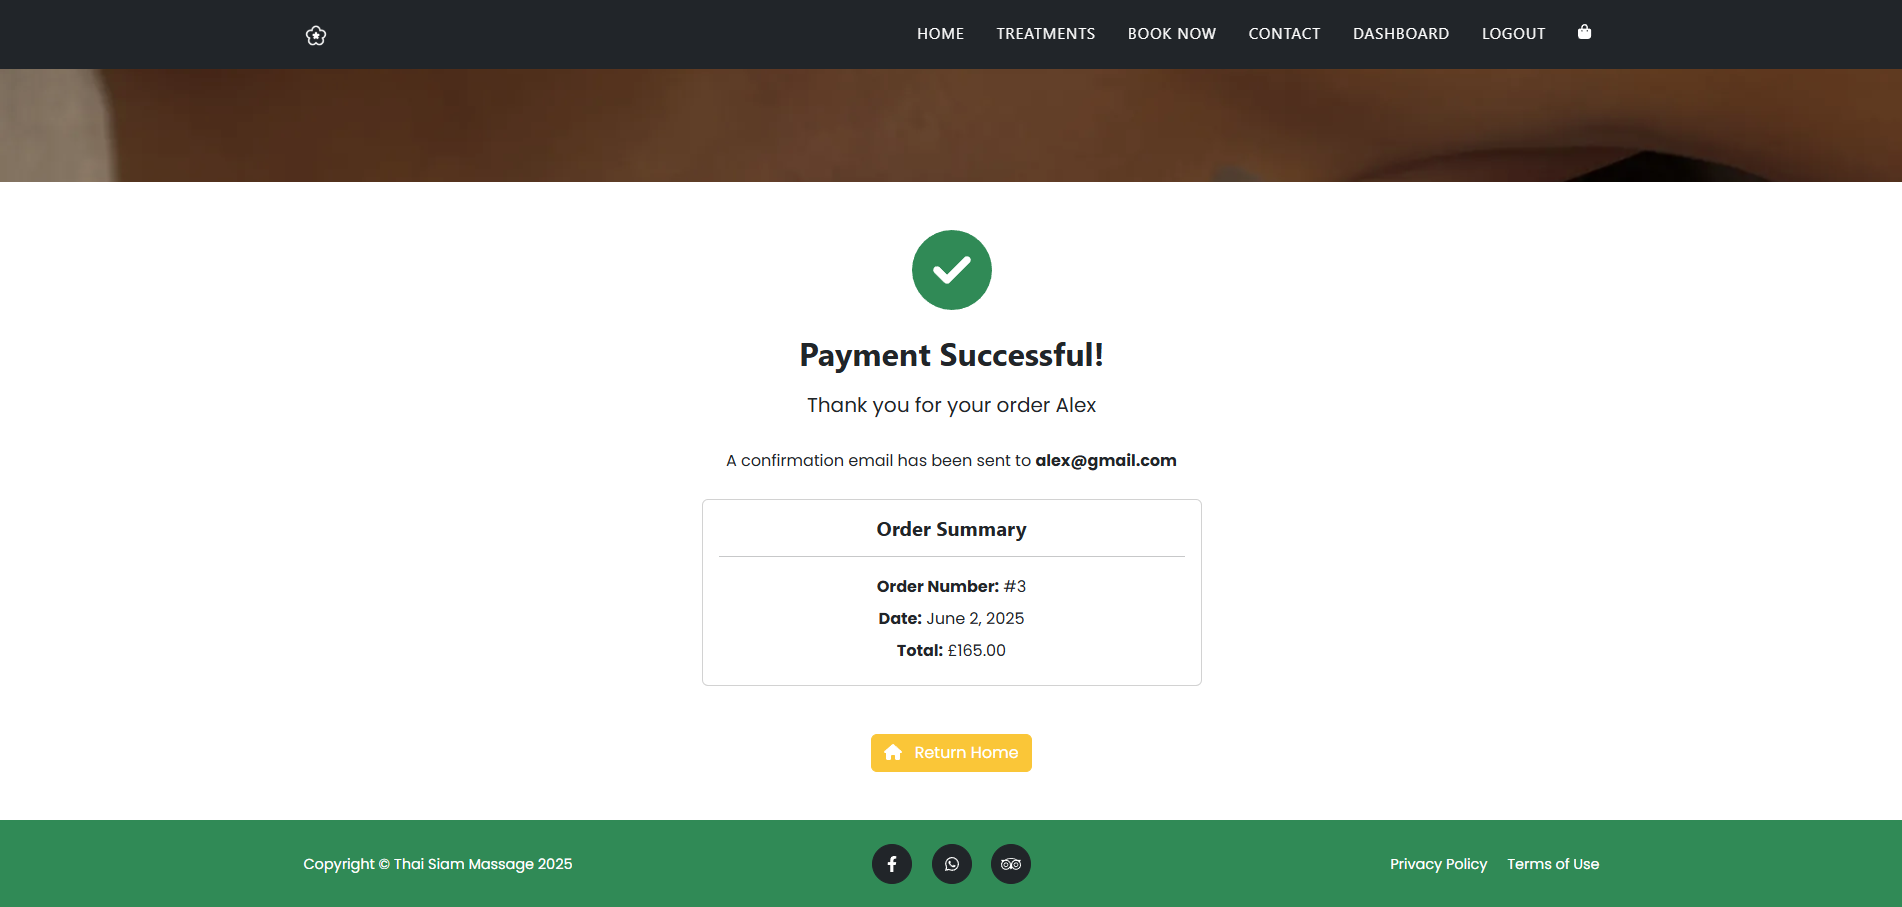 HOME TREATMENTS BOOK NOW CONTACT DASHBOARD LOGOUT
Payment Successful!
Thank you for your order Alex
A confirmation email has been sent to alex@gmail.com
Order Summary
Order Number: #3
Date: June 2, 2025
Total: £165.00
Return Home
Copyright © Thai Siam Massage 2025
Privacy Policy Terms of Use